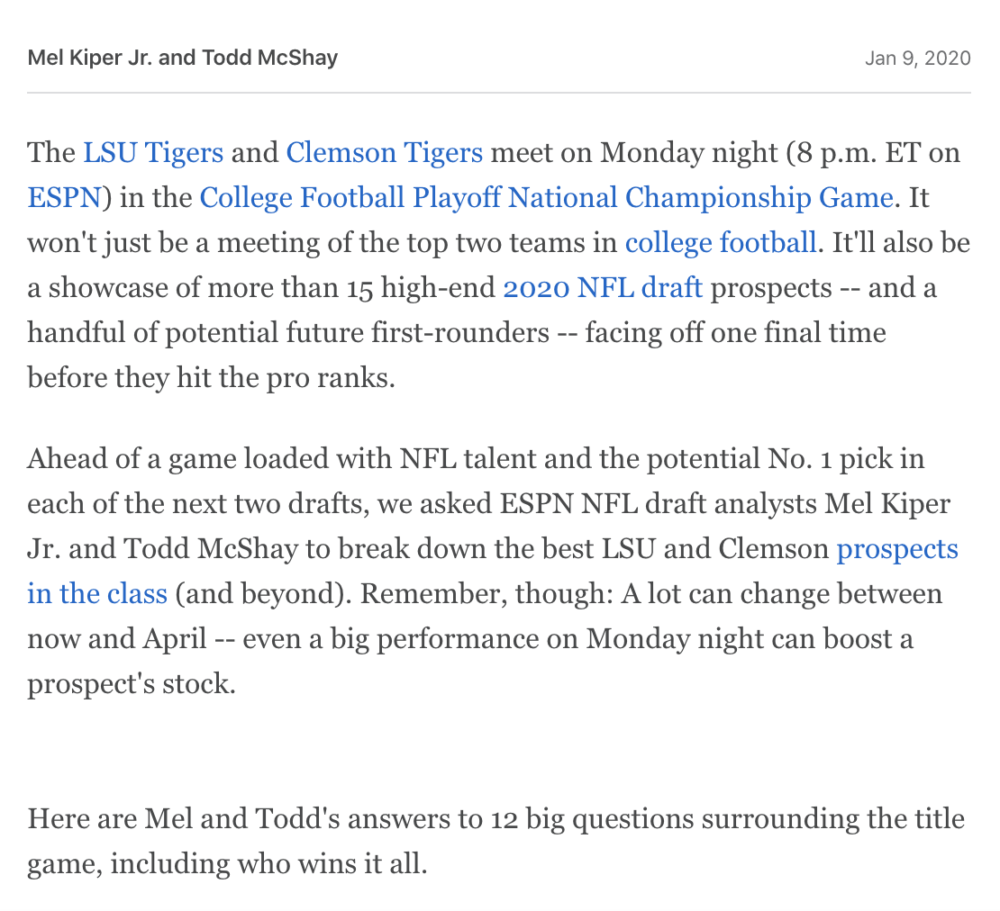 Mel Kiper Jr. and Todd McShay
Jan 9, 2020
The LSU Tigers and Clemson Tigers meet on Monday night (8 p.m. ET on
ESPN) in the College Football Playoff National Championship Game. It
won't just be a meeting of the top two teams in college football. It'll also be
a showcase of more than 15 high-end 2020 NFL draft prospects -- and a
handful of potential future first-rounders -- facing off one final time
before they hit the pro ranks.
Ahead of a game loaded with NFL talent and the potential No. 1 pick in
each of the next two drafts, we asked ESPN NFL draft analysts Mel Kiper
Jr. and Todd McShay to break down the best LSU and Clemson prospects
in the class (and beyond). Remember, though: A lot can change between
now and April -- even a big performance on Monday night can boost a
prospect's stock.
Here are Mel and Todd's answers to 12 big questions surrounding the title
game, including who wins it all.